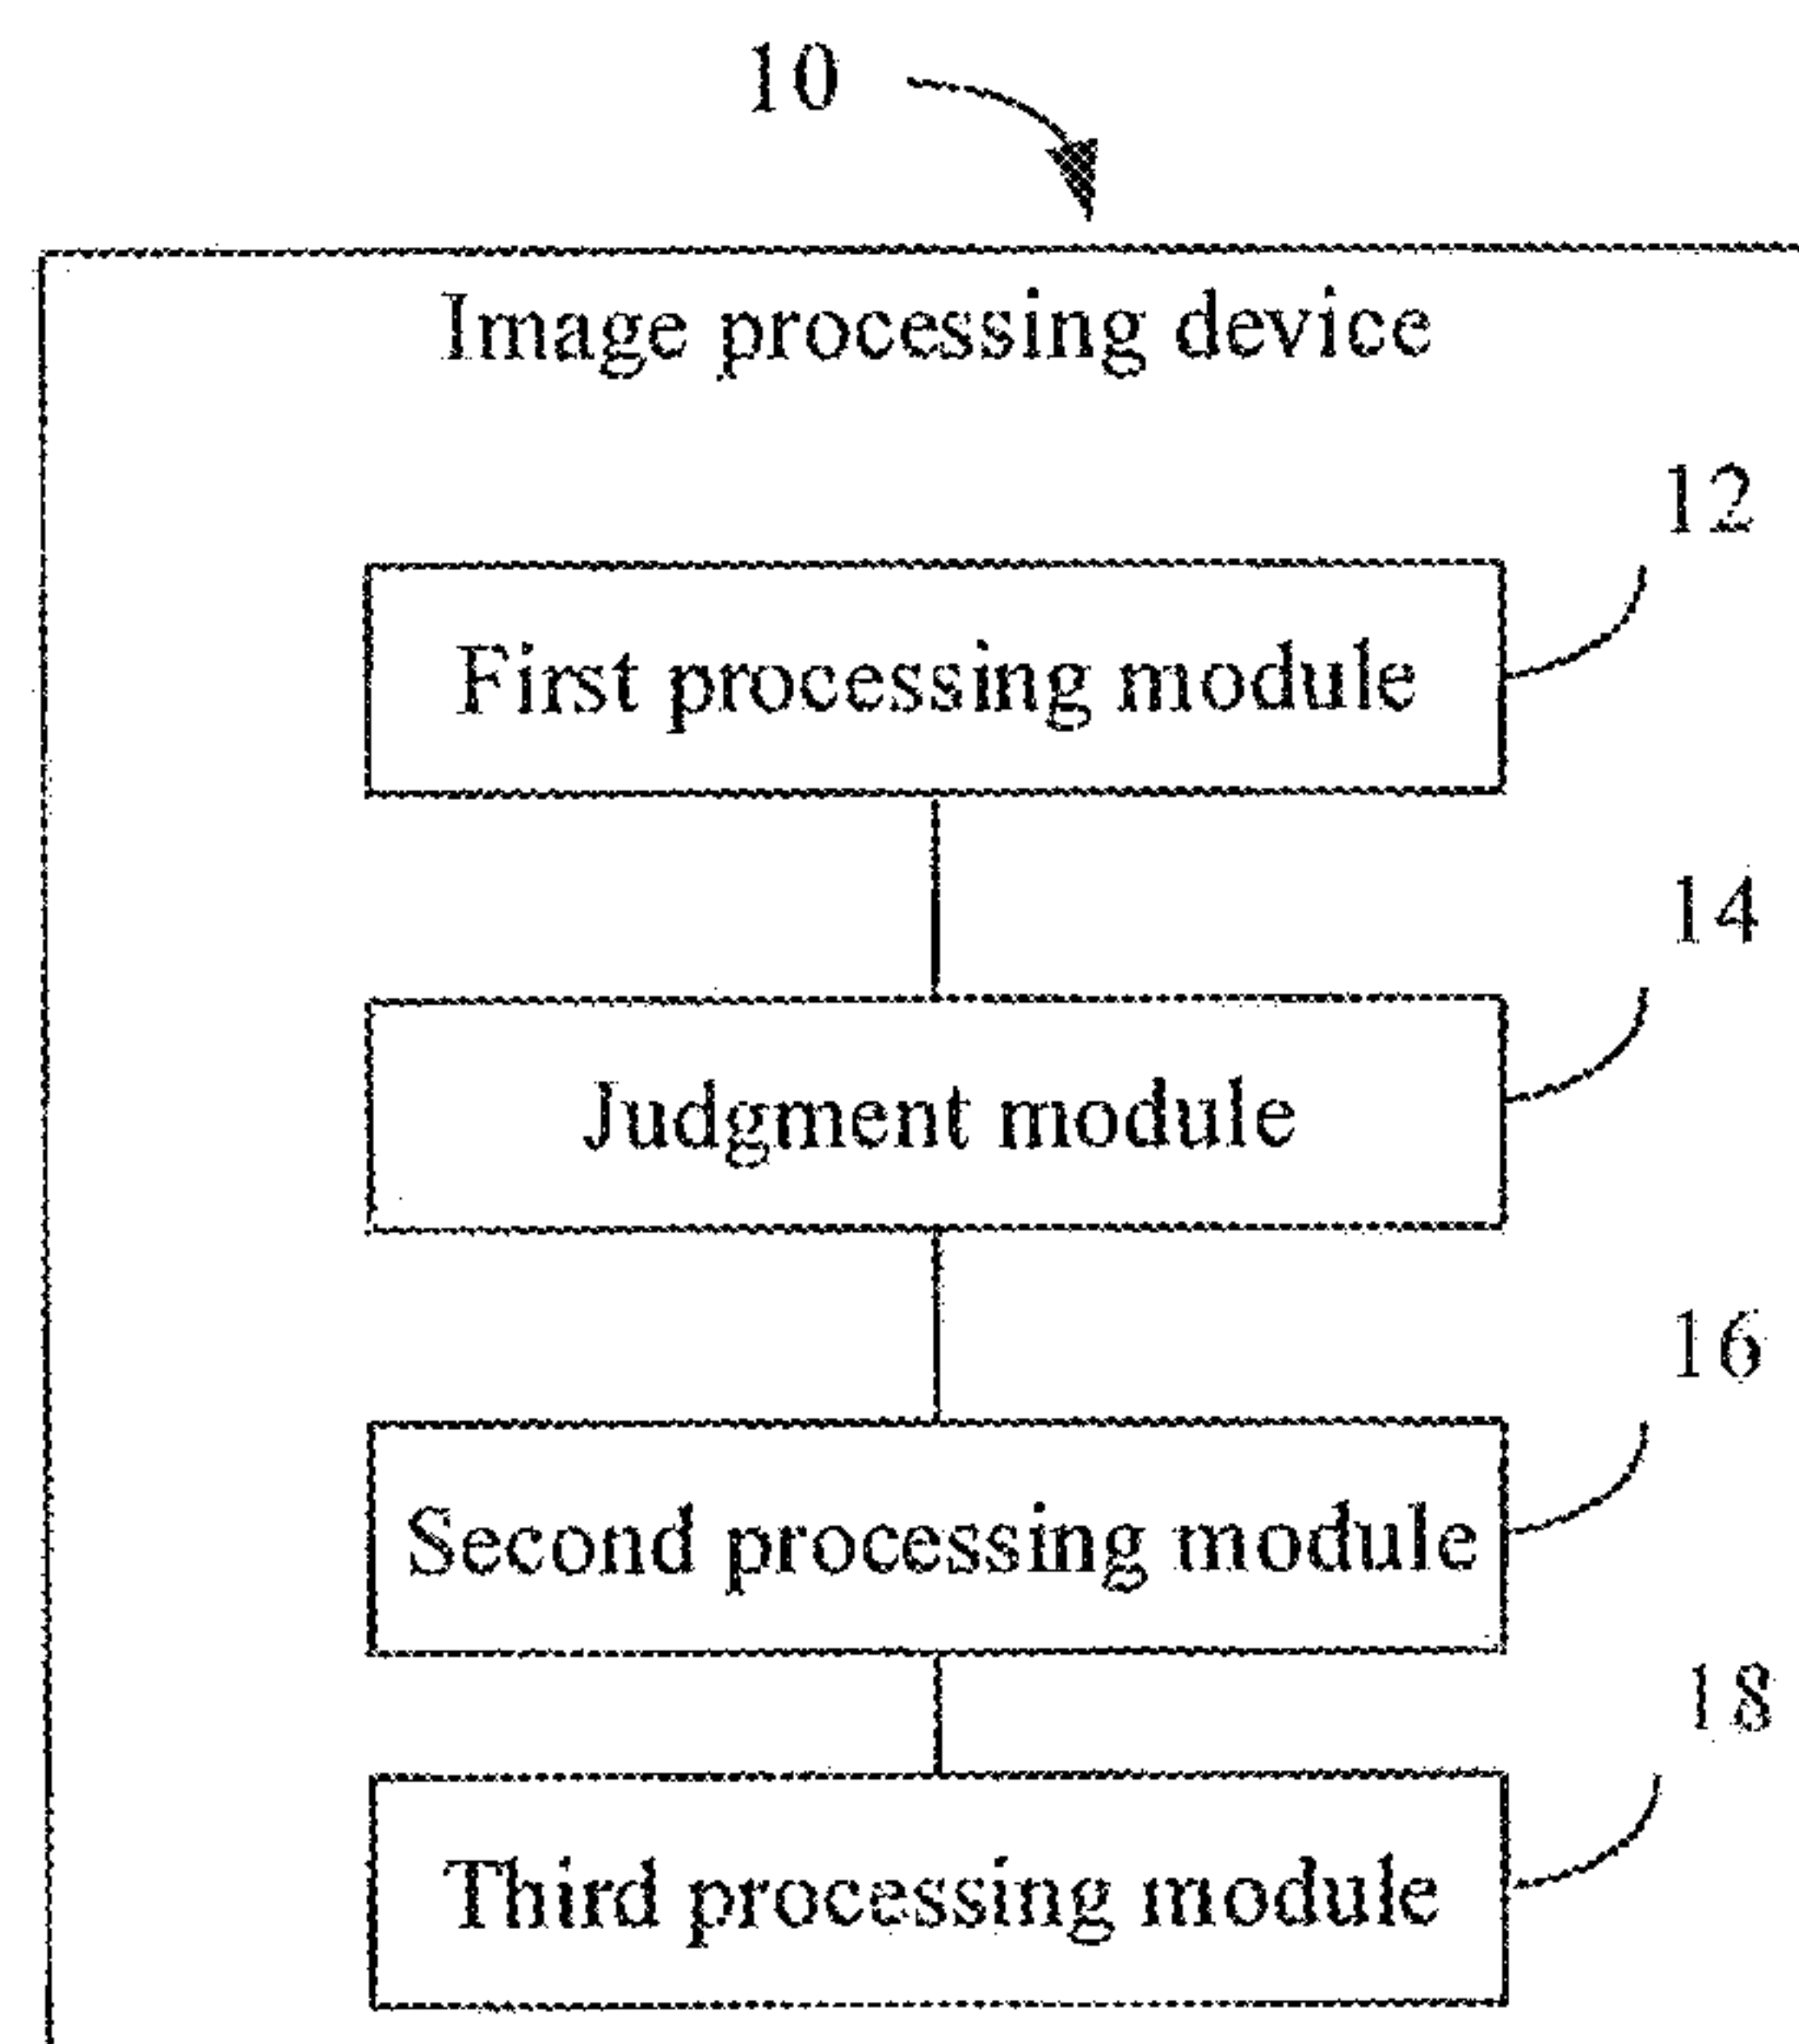 10
Image processing device
12
First processing module
14
Judgment module
16
Second processing module
18
Third processing module